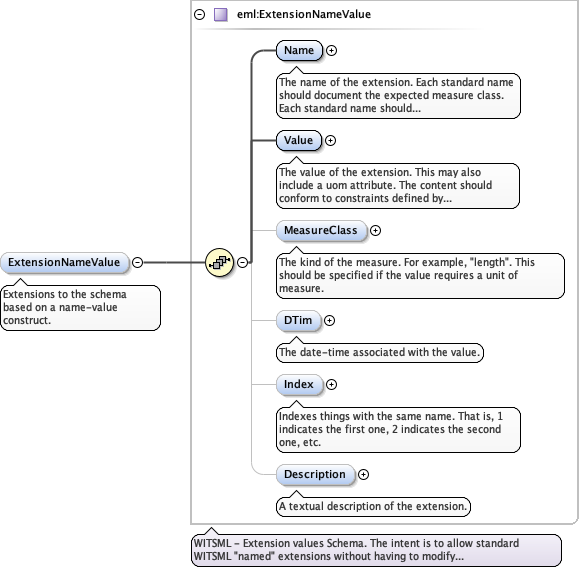 eml:ExtensionNameValue
Name
The name of the extension. Each standard name
should document the expected measure class.
Each standard name should...
Value
The value of the extension. This may also
include a uom attribute. The content should
conform to constraints defined by...
MeasureClass
The kind of the measure. For example, "length". This
should be specified if the value requires a unit of
measure.
ExtensionNameValue
Extensions to the schema
based on a name-value
construct.
DTim
The date-time associated with the value.
Index
Indexes things with the same name. That is, 1
indicates the first one, 2 indicates the second
one, etc.
Description
A textual description of the extension.
WITSML - Extension values Schema. The intent is to allow standard
WITSML "named" extensions without having to modify...